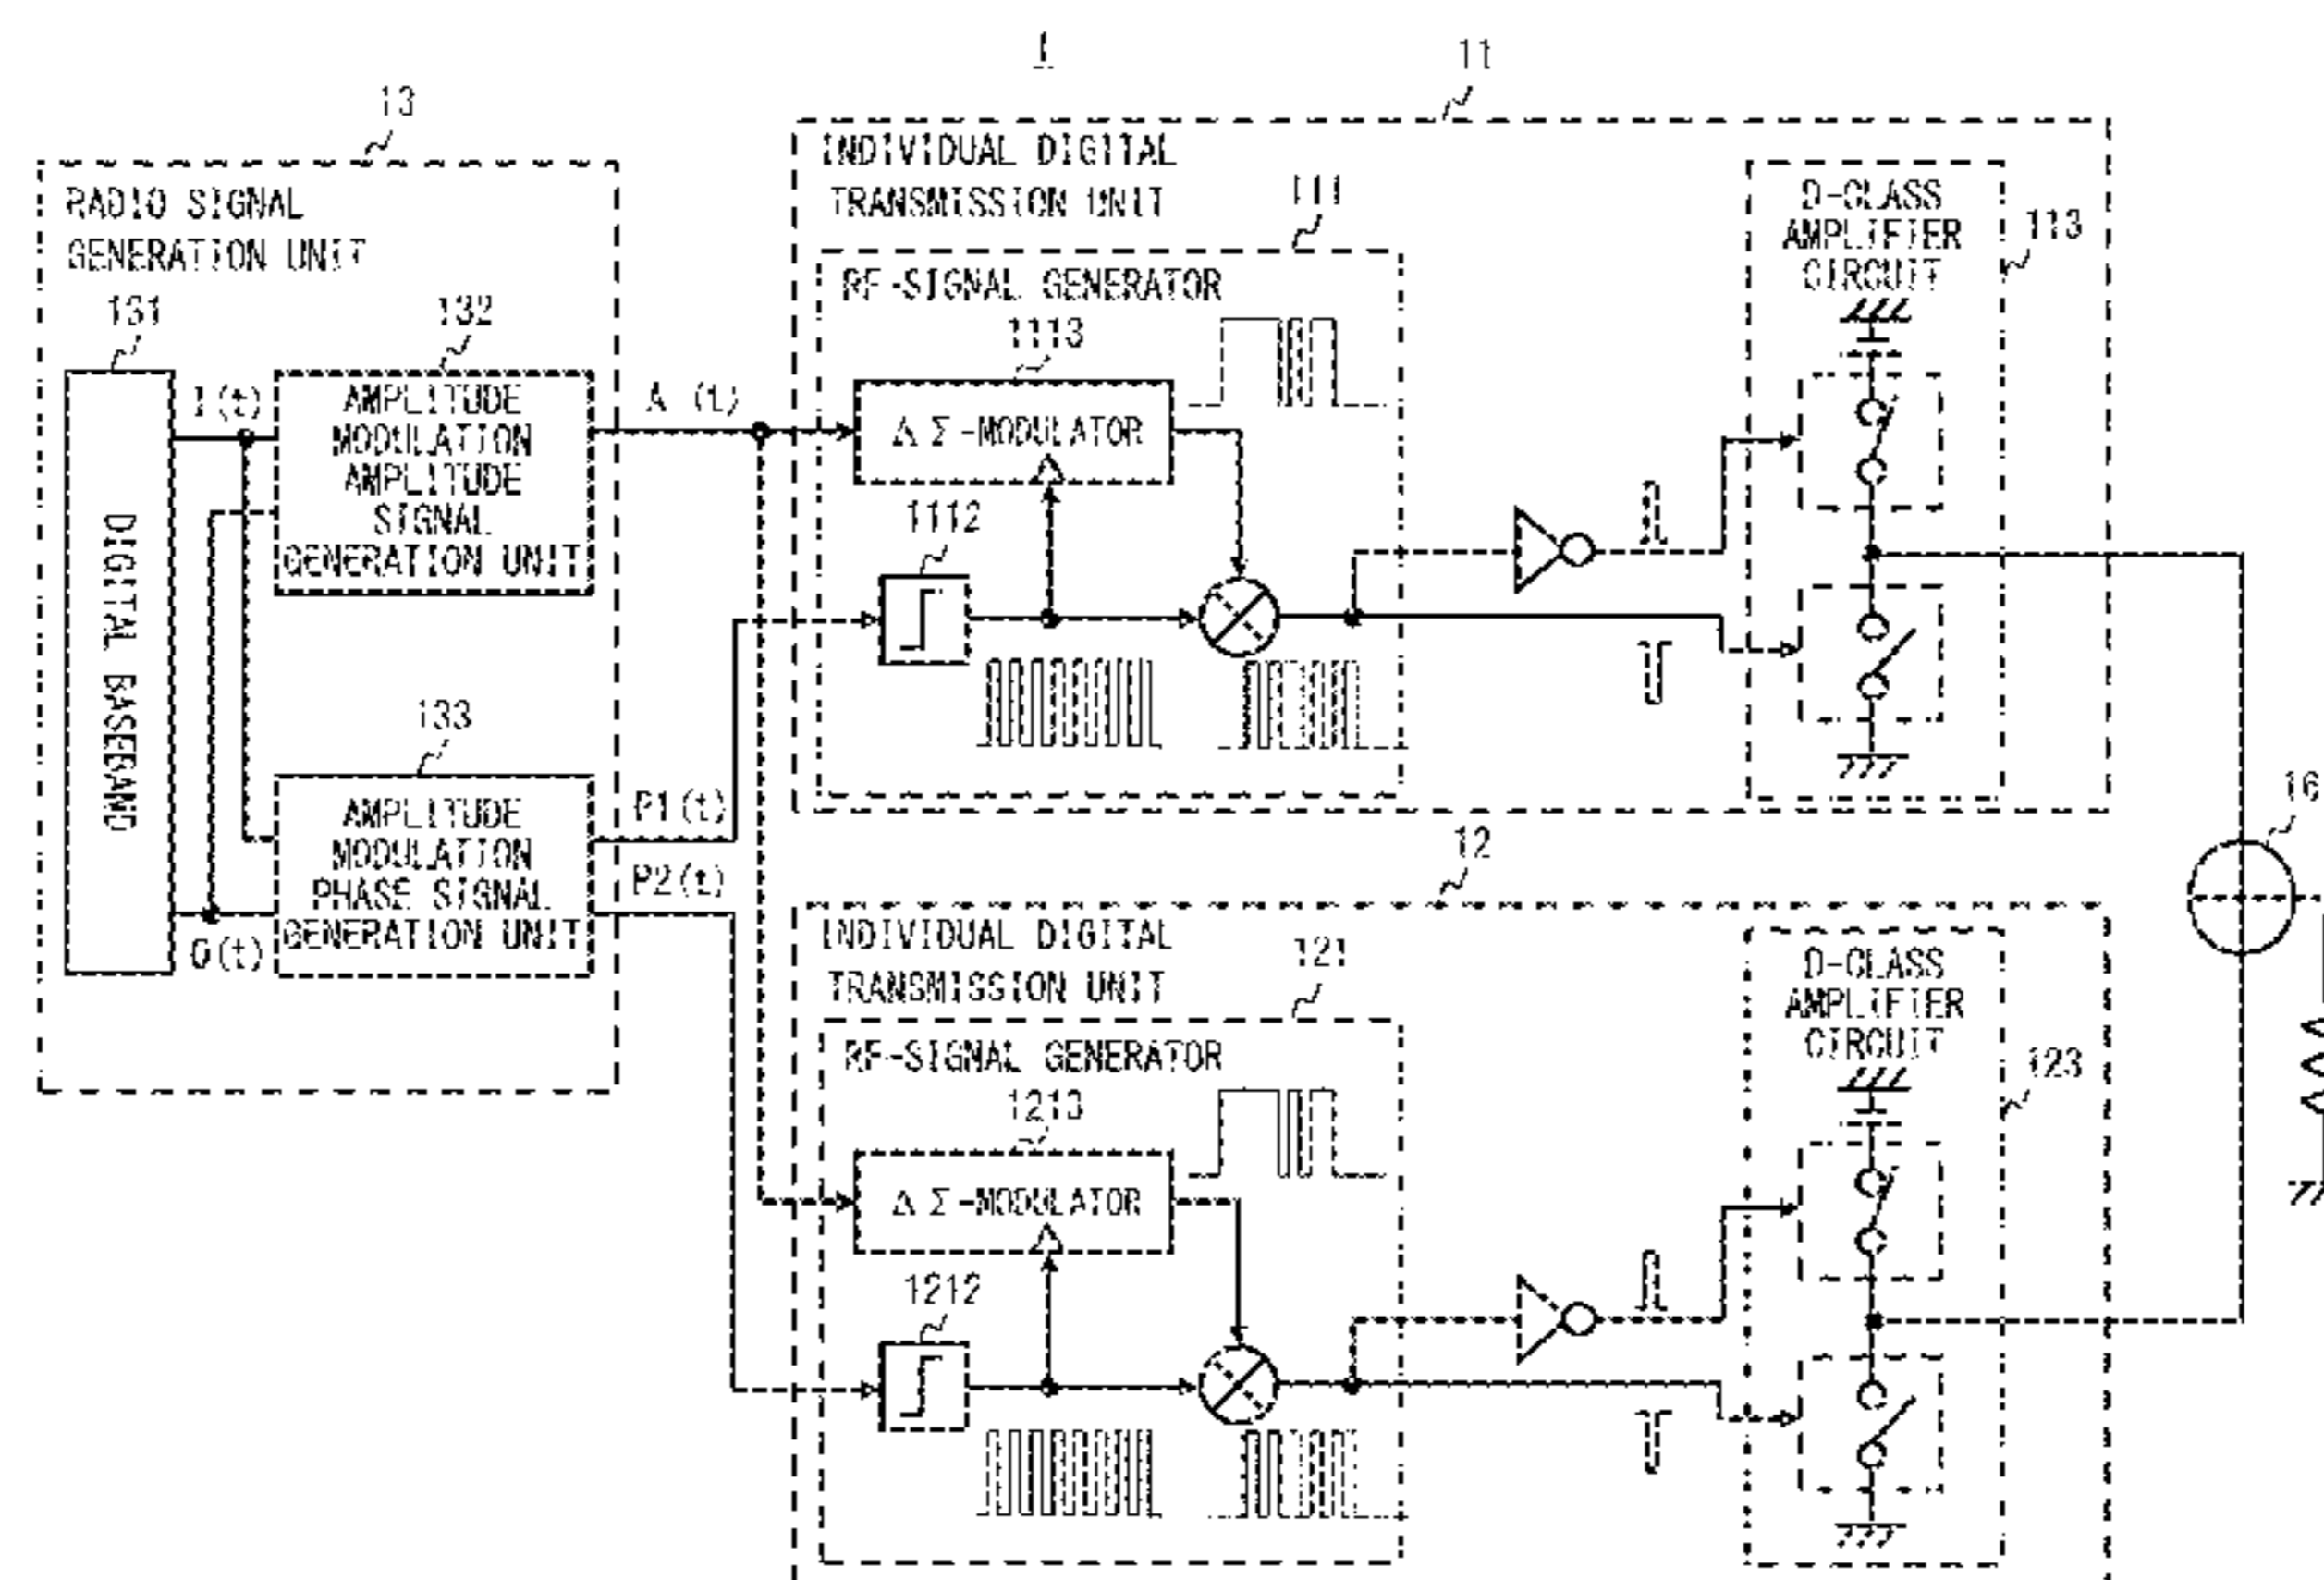 1
11
13
INDIVIDUAL DIGITAL
TRANSMISSION UNIT
111
RADIO SIGNAL
GENERATION UNIT
D-CLASS
AMPLIFIER
CIRCUIT
113
RF-SIGNAL GENERATOR
131
132
1113
I(t)
AMPLITUDE
MODULATION
AMPLITUDE
SIGNAL
GENERATION UNIT
A (t)
ΔΣ-MODULATOR
1112
DIGITAL BASEBAND
133
AMPLITUDE
MODULATION
PHASE SIGNAL
GENERATION UNIT
Q(t)
P1(t)
P2(t)
16
12
INDIVIDUAL DIGITAL
TRANSMISSION UNIT
121
D-CLASS
AMPLIFIER
CIRCUIT
123
RF-SIGNAL GENERATOR
1213
ΔΣ-MODULATOR
1212